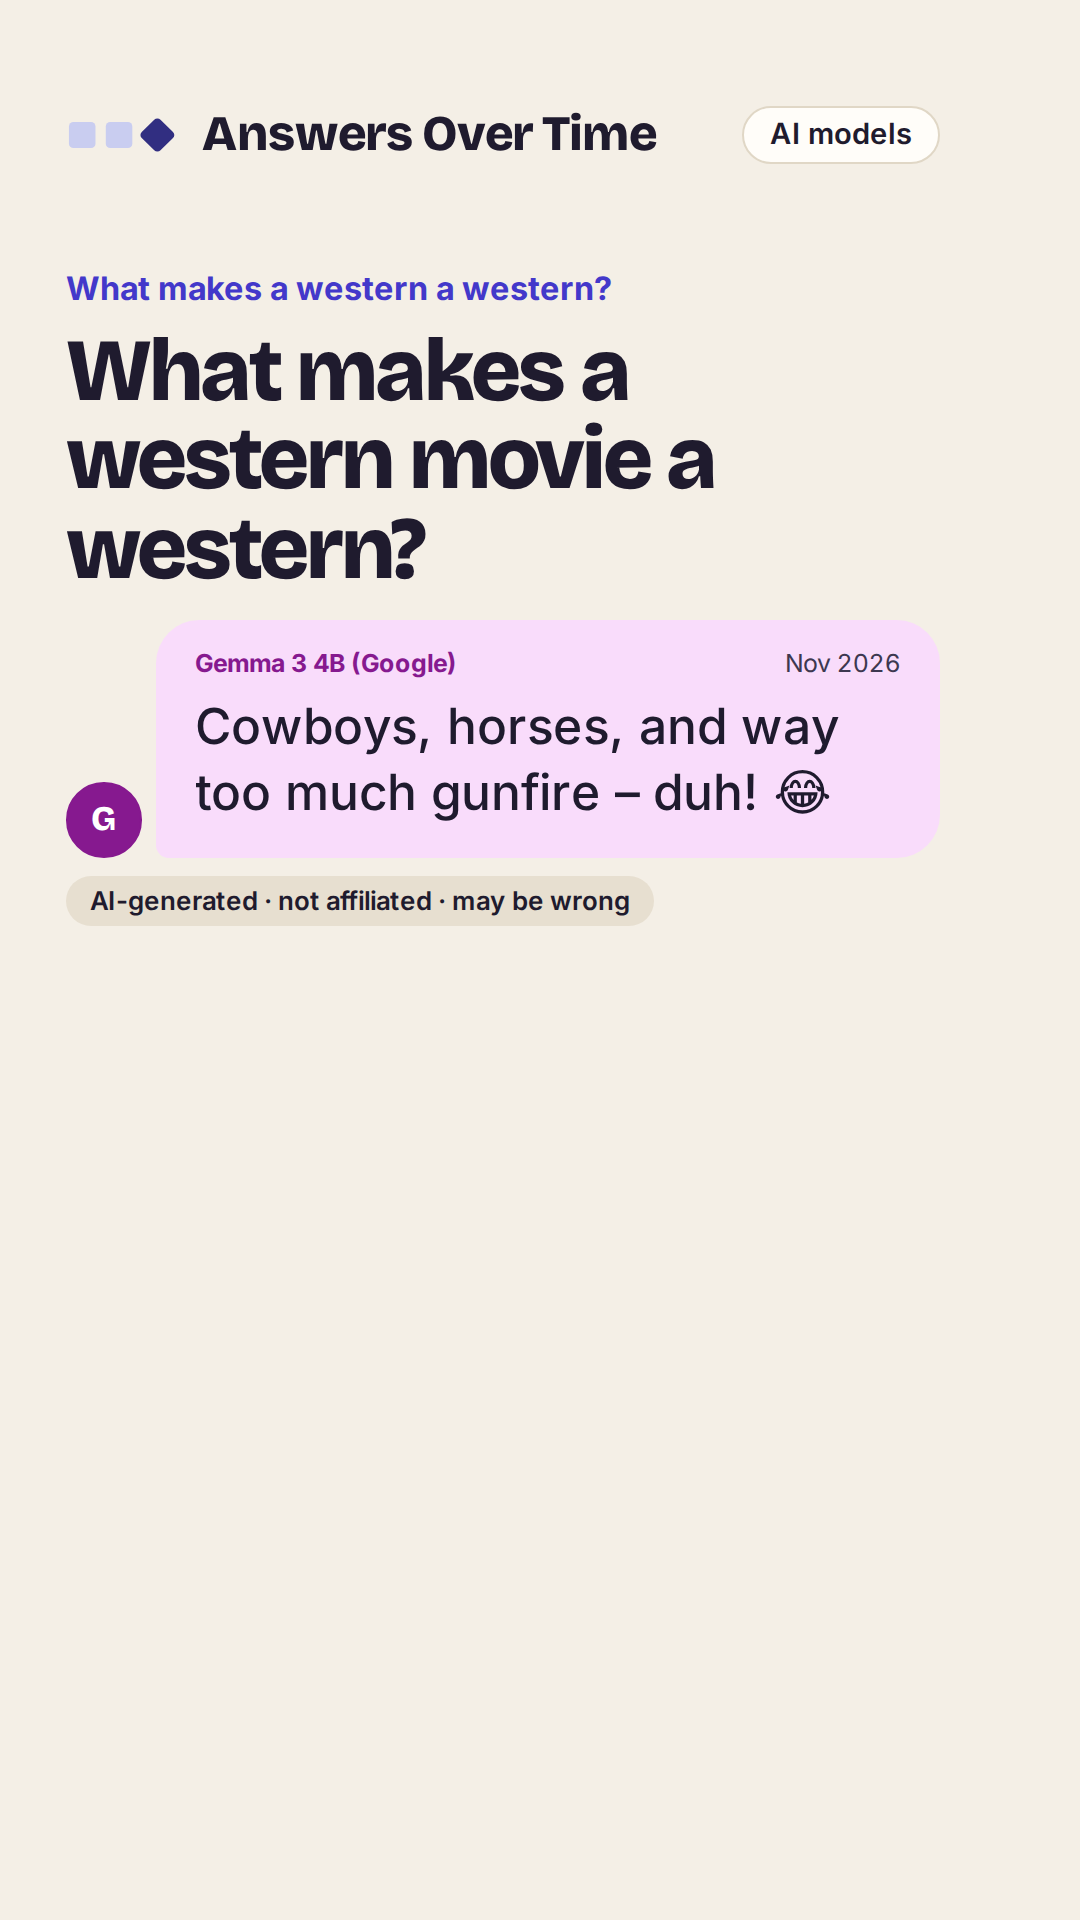 Answers Over Time
AI models
What makes a western a western?
What makes a
western movie a
western?
Gemma 3 4B (Google)
Nov 2026
Cowboys, horses, and way
too much gunfire – duh! 😂
G
AI-generated · not affiliated · may be wrong